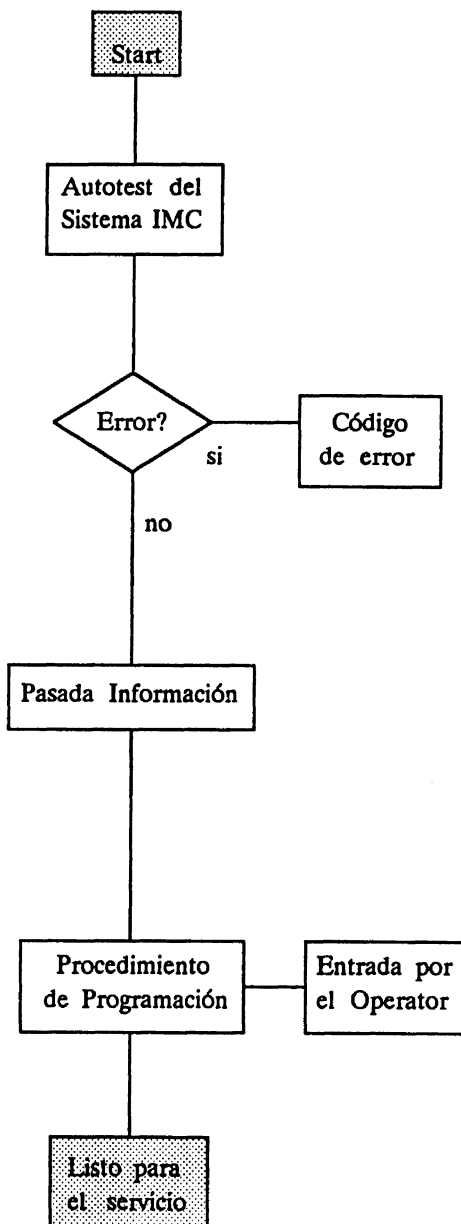 Start
Autotest del
Sistema IMC
Error?
si
Código
de error
no
Pasada Información
Procedimiento
de Programación
Entrada por
el Operator
Listo para
el servicio